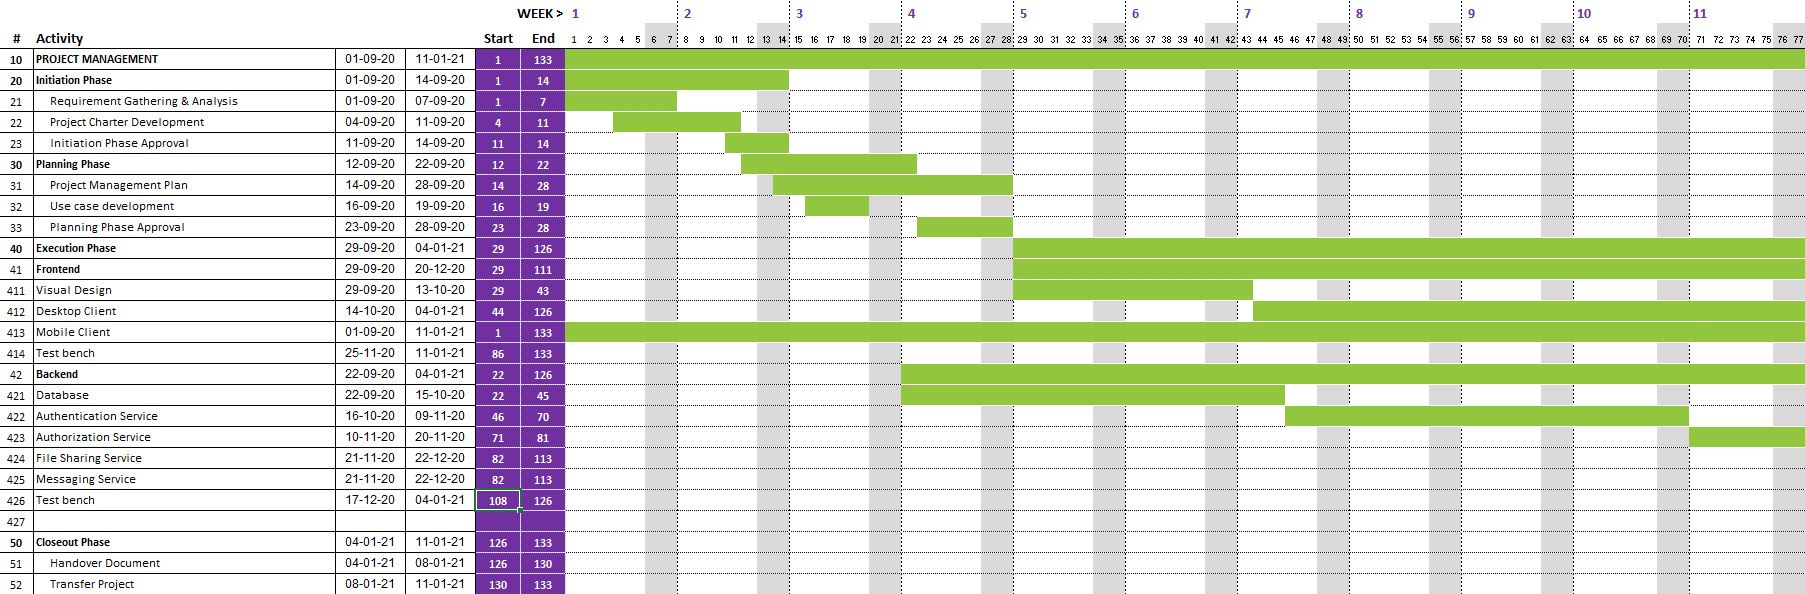 WEEK > 1 2 3 4 5 6 7 8 9 10 11
# Activity Start End 1 2 3 4 5 6 7 8 9 10 11 12 13 14 15 16 17 18 19 20 21 22 23 24 25 26 27 28 29 30 31 32 33 34 35 36 37 38 39 40 41 42 43 44 45 46 47 48 49 50 51 52 53 54 55 56 57 58 59 60 61 62 63 64 65 66 67 68 69 70 71 72 73 74 75 76 77
10 PROJECT MANAGEMENT 01-09-20 11-01-21 1 133
20 Initiation Phase 01-09-20 14-09-20 1 14
21 Requirement Gathering & Analysis 01-09-20 07-09-20 1 7
22 Project Charter Development 04-09-20 11-09-20 4 11
23 Initiation Phase Approval 11-09-20 14-09-20 11 14
30 Planning Phase 12-09-20 22-09-20 12 22
31 Project Management Plan 14-09-20 28-09-20 14 28
32 Use case development 16-09-20 19-09-20 16 19
33 Planning Phase Approval 23-09-20 28-09-20 23 28
40 Execution Phase 29-09-20 04-01-21 29 126
41 Frontend 29-09-20 20-12-20 29 111
411 Visual Design 29-09-20 13-10-20 29 43
412 Desktop Client 14-10-20 04-01-21 44 126
413 Mobile Client 01-09-20 11-01-21 1 133
414 Test bench 25-11-20 11-01-21 86 133
42 Backend 22-09-20 04-01-21 22 126
421 Database 22-09-20 15-10-20 22 45
422 Authentication Service 16-10-20 09-11-20 46 70
423 Authorization Service 10-11-20 20-11-20 71 81
424 File Sharing Service 21-11-20 22-12-20 82 113
425 Messaging Service 21-11-20 22-12-20 82 113
426 Test bench 17-12-20 04-01-21 108 126
427
50 Closeout Phase 04-01-21 11-01-21 126 133
51 Handover Document 04-01-21 08-01-21 126 130
52 Transfer Project 08-01-21 11-01-21 130 133